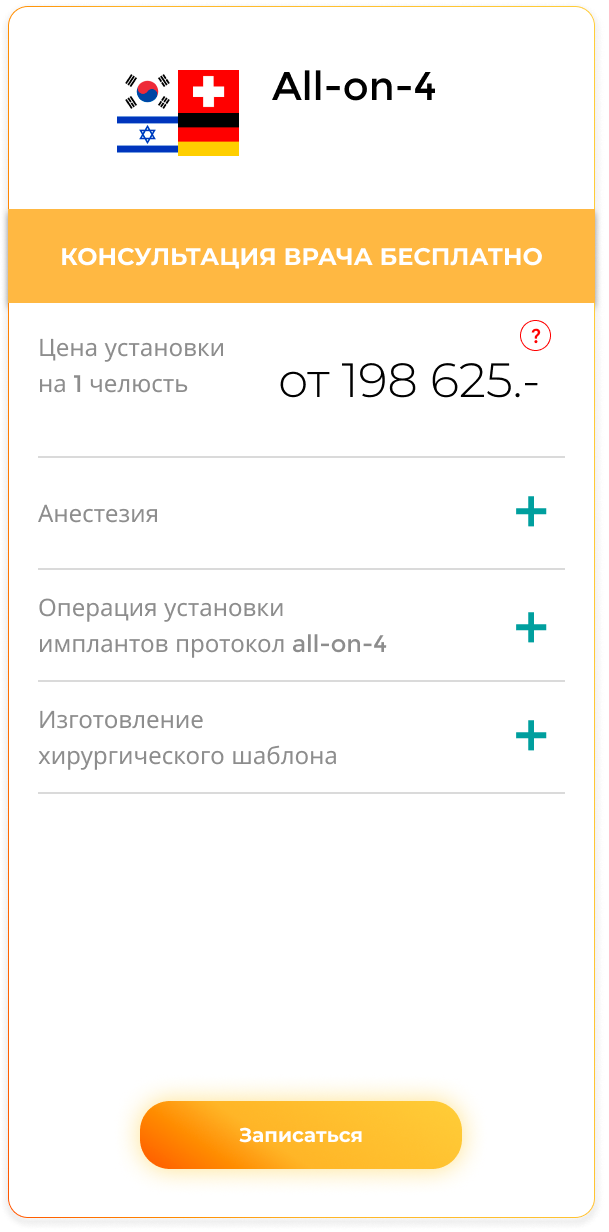 All-on-4
КОНСУЛЬТАЦИЯ ВРАЧА БЕСПЛАТНО
?
Цена установки
на 1 челюсть
от 198 625.-
Анестезия
Операция установки
имплантов протокол all-on-4
Изготовление
хирургического шаблона
Записаться